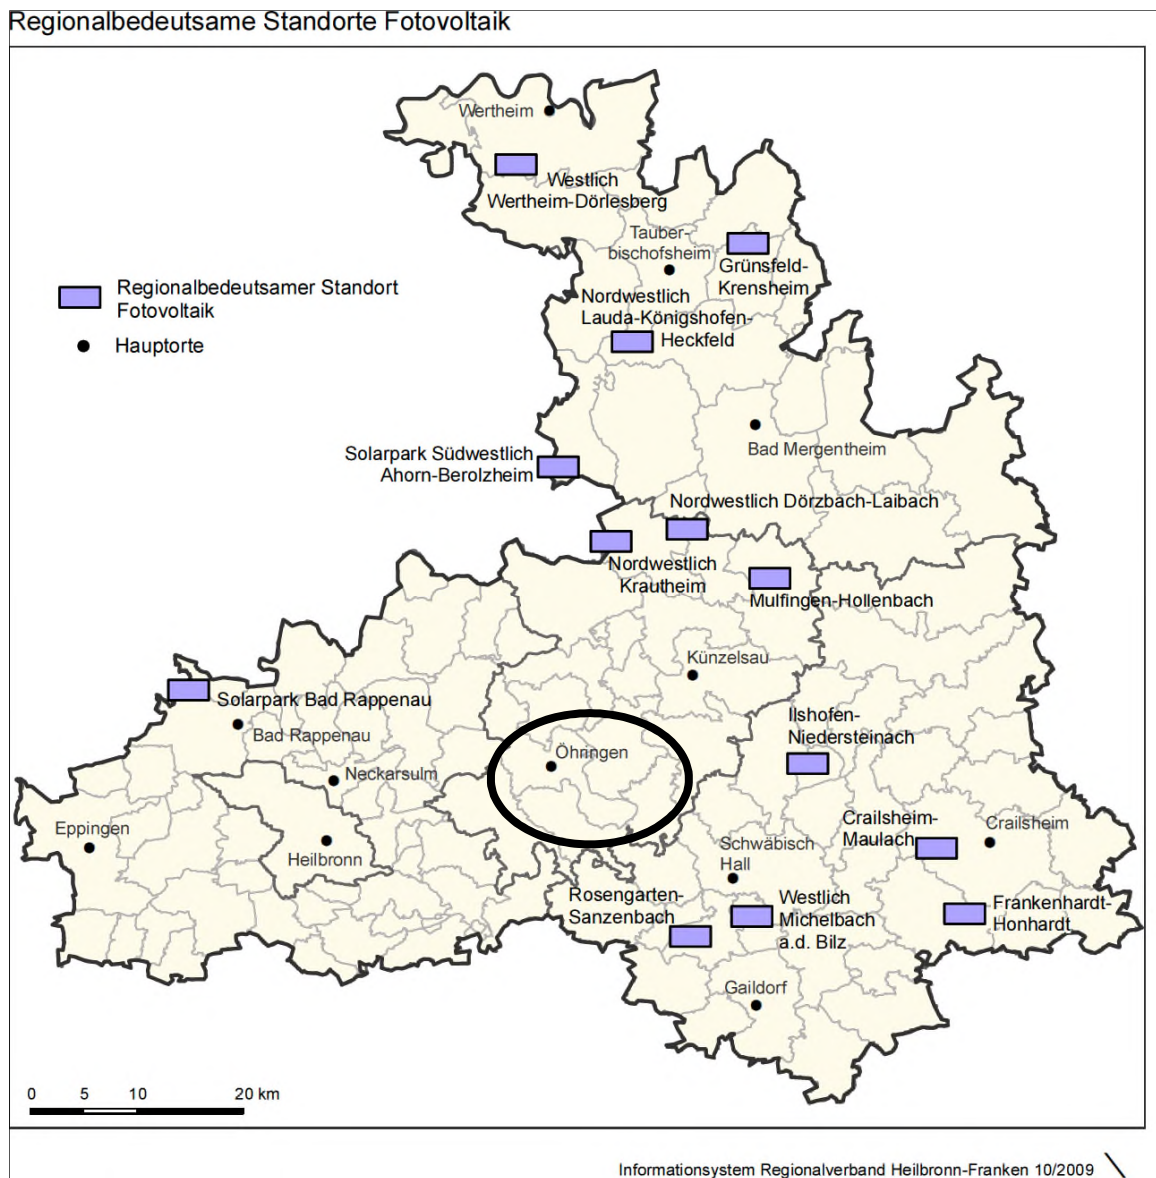 Regionalbedeutsame Standorte Fotovoltaik
Wertheim
Westlich
Wertheim-Dörlesberg
Tauber-
bischofsheim
Grünsfeld-
Krensheim
Regionalbedeutsamer Standort
Fotovoltaik
Hauptorte
Nordwestlich
Lauda-Königshofen-
Heckfeld
Bad Mergentheim
Solarpark Südwestlich
Ahorn-Berolzheim
Nordwestlich Dörzbach-Laibach
Nordwestlich
Krautheim
Mulfingen-Hollenbach
Künzelsau
Solarpark Bad Rappenau
Bad Rappenau
Ilshofen-
Niedersteinach
Öhringen
Neckarsulm
Eppingen
Heilbronn
Crailsheim-
Maulach
Crailsheim
Schwäbisch
Hall
Rosengarten-
Sanzenbach
Westlich
Michelbach
a.d. Bilz
Frankenhardt-
Honhardt
Gaildorf
0 5 10 20 km
Informationsystem Regionalverband Heilbronn-Franken 10/2009